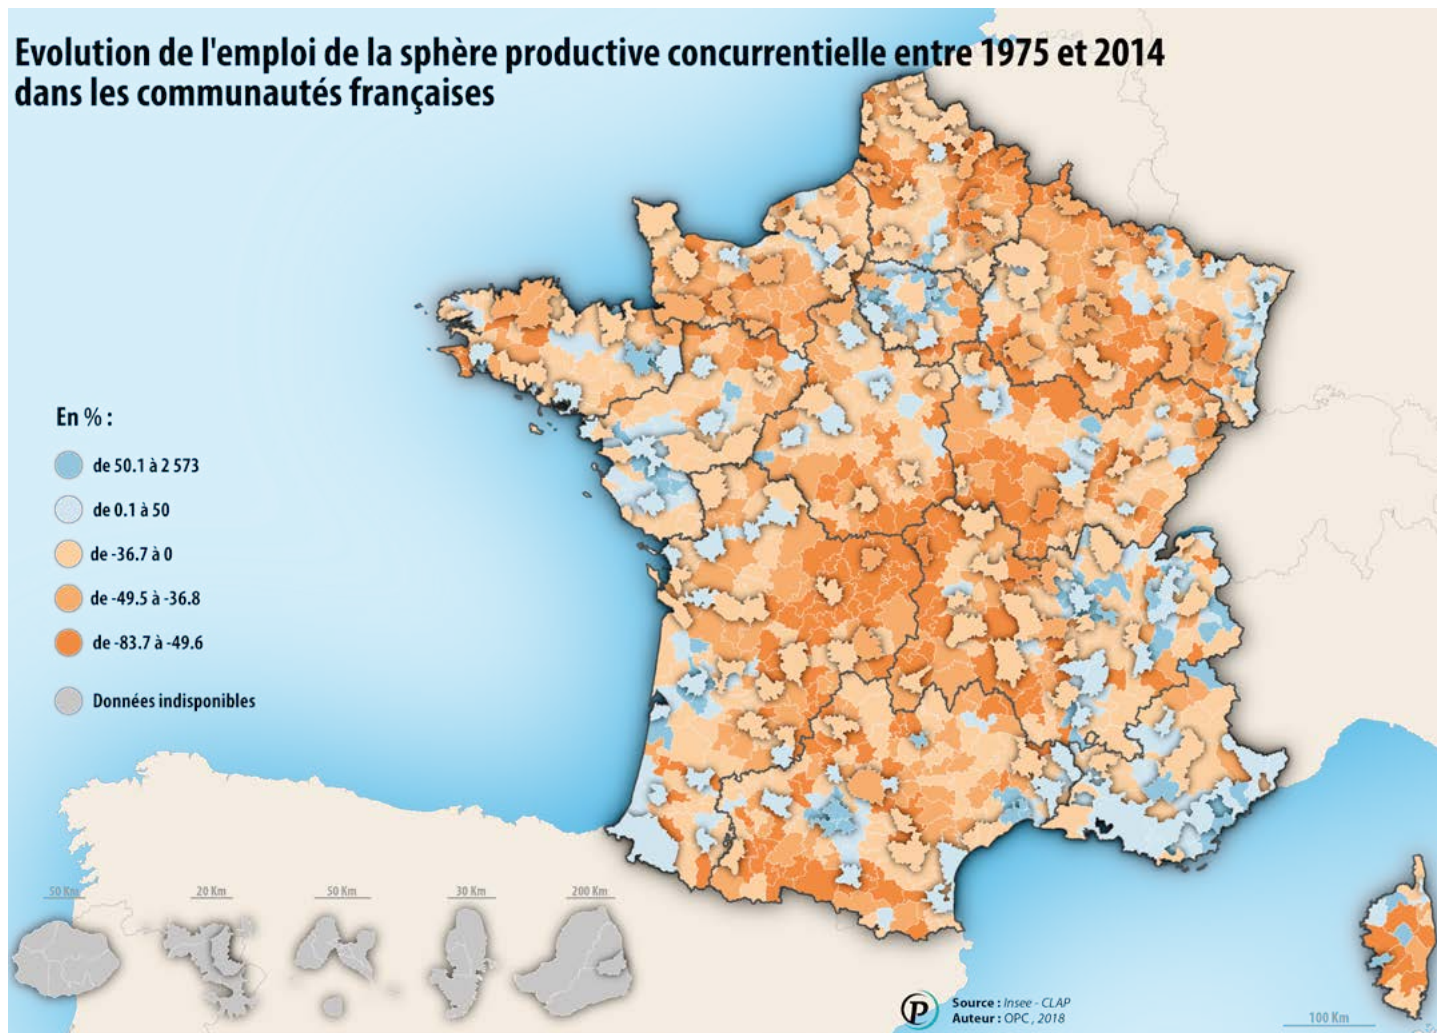 Evolution de l'emploi de la sphère productive concurrentielle entre 1975 et 2014
dans les communautés françaises
En % :
de 50.1 à 2 573
de 0.1 à 50
de -36.7 à 0
de -49.5 à -36.8
de -83.7 à -49.6
Données indisponibles
50 Km
20 Km
50 Km
30 Km
200 Km
P
Source : Insee - CLAP
Auteur : OPC , 2018
100 Km